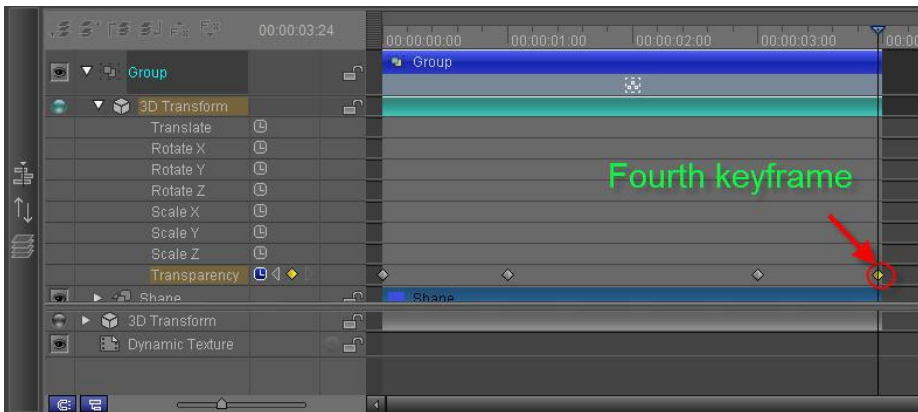 00:00:03:24
00:00:00:00 00:00:01:00 00:00:02:00 00:00:03:00 00:00
Group Group
3D Transform
Translate
Rotate X
Rotate Y
Fourth keyframe
Rotate Z
Scale X
Scale Y
Scale Z
Transparency
Shape Shape
3D Transform
Dynamic Texture